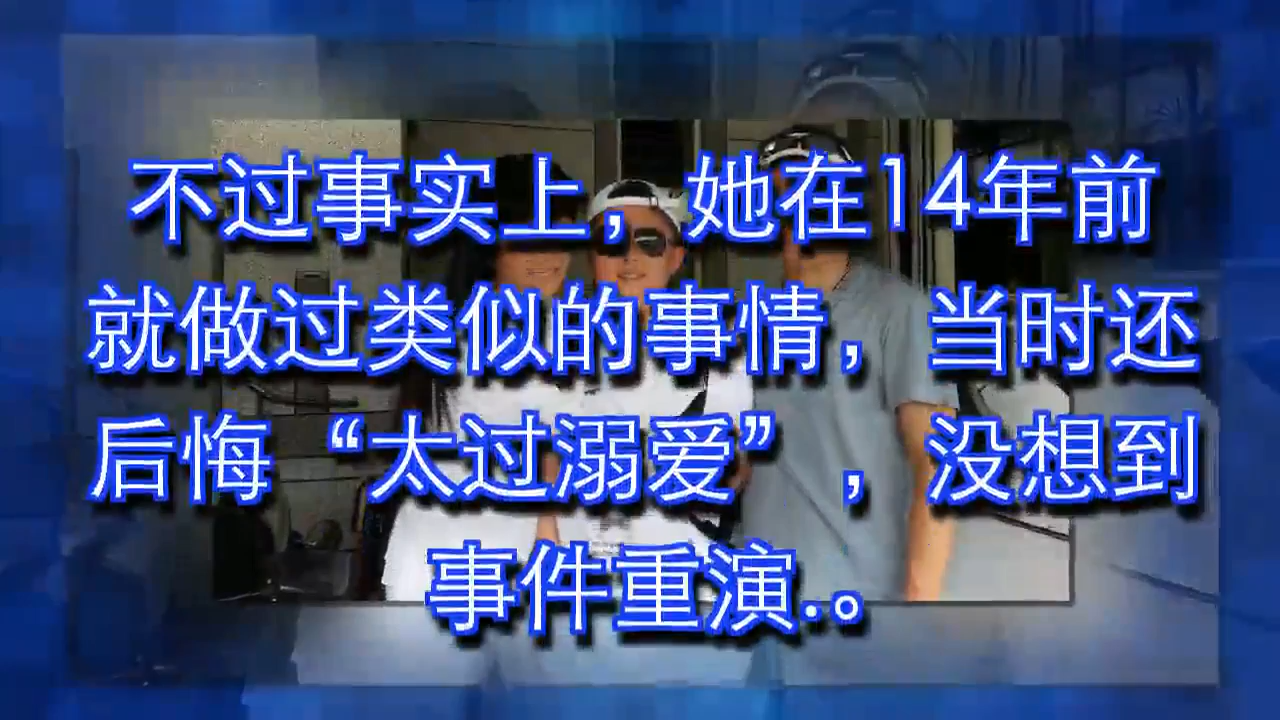 不过事实上，她在14年前
就做过类似的事情，当时还
后悔“太过溺爱”，没想到
事件重演.。